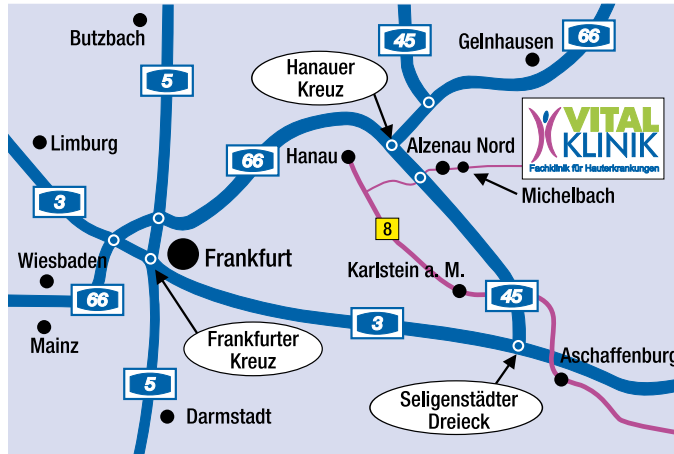 Butzbach
5
45
Gelnhausen
66
Hanauer
Kreuz
VITAL
KLINIK
Fachklinik für Hauterkrankungen
Limburg
66
Hanau
Alzenau Nord
Michelbach
3
8
Wiesbaden
Frankfurt
Karlstein a. M.
66
45
Mainz
Frankfurter
Kreuz
3
Aschaffenburg
5
Seligenstädter
Dreieck
Darmstadt